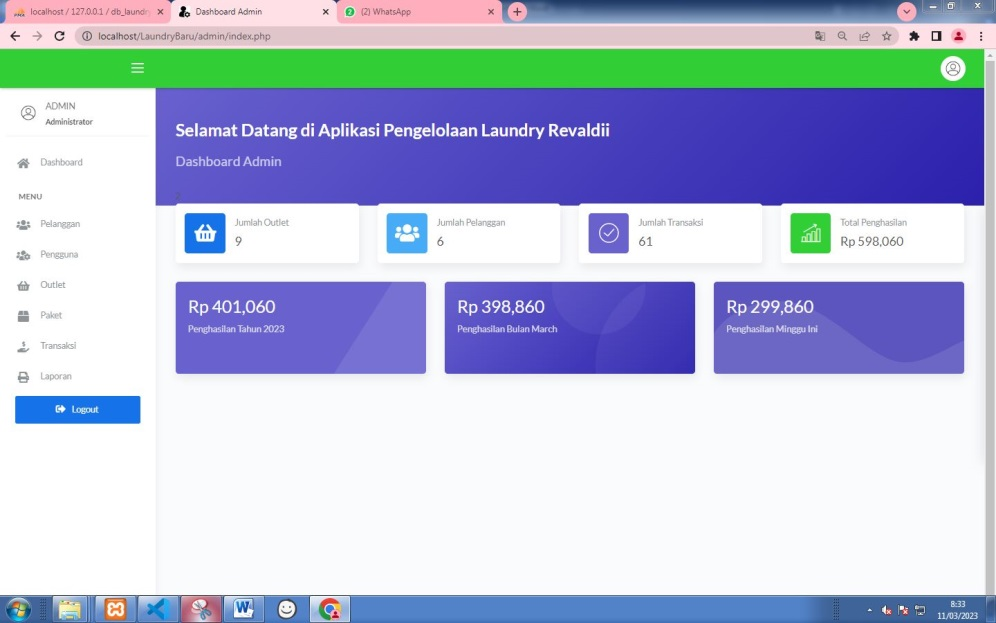 localhost / 127.0.0.1 / db_laundr
Dashboard Admin
(2) WhatsApp
localhost/LaundryBaru/admin/index.php
ADMIN
Administrator
Dashboard
MENU
Pelanggan
Pengguna
Outlet
Paket
Transaksi
Laporan
Logout
Selamat Datang di Aplikasi Pengelolaan Laundry Revaldii
Dashboard Admin
Jumlah Outlet
9
Jumlah Pelanggan
6
Jumlah Transaksi
61
Total Penghasilan
Rp 598,060
Rp 401,060
Penghasilan Tahun 2023
Rp 398,860
Penghasilan Bulan March
Rp 299,860
Penghasilan Minggu Ini
8:33
11/03/2023